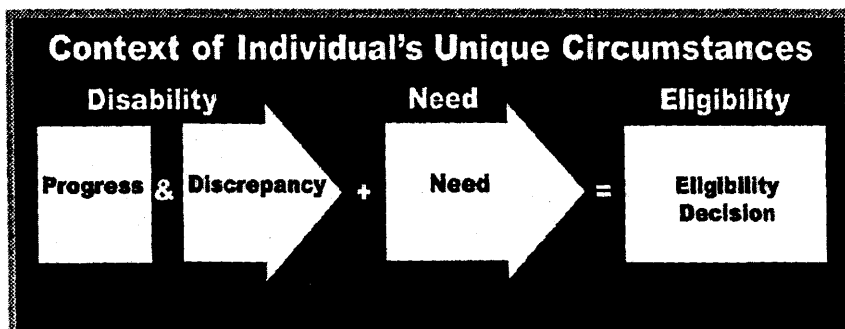 Context of Individual's Unique Circumstances
Disability Need Eligibility
Progress & Discrepancy + Need = Eligibility
Decision